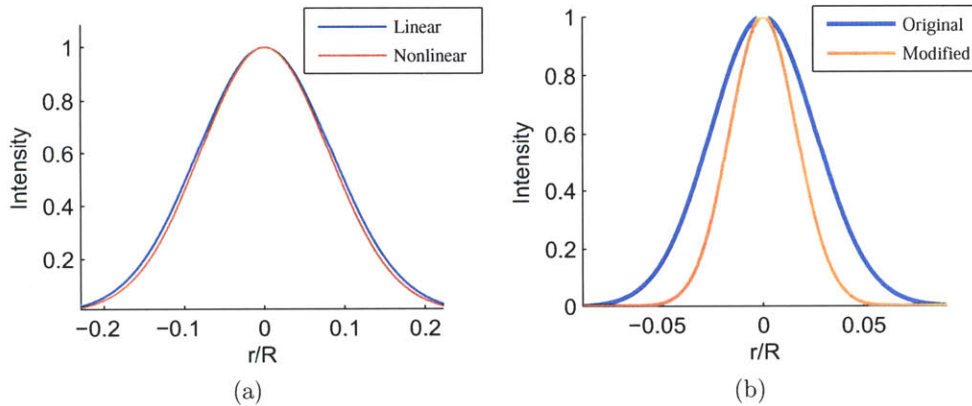 Linear
Nonlinear
1
0.8
0.6
0.4
0.2
Intensity
−0.2
−0.1
0
0.1
0.2
r/R
(a)
Original
Modified
1
0.8
0.6
0.4
0.2
0
Intensity
−0.05
0
0.05
r/R
(b)